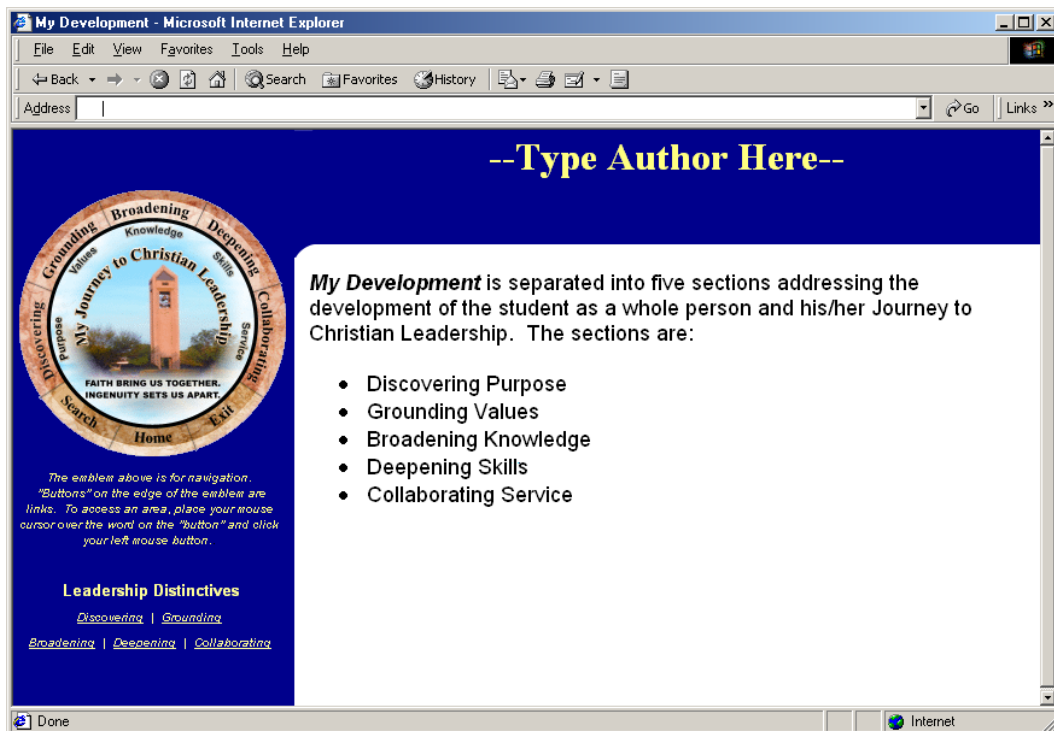 My Development - Microsoft Internet Explorer
File Edit View Favorites Tools Help
Back Search Favorites History
Address Go Links »
--Type Author Here--
Discovering Grounding Broadening Deepening Collaborating
Purpose Values Knowledge Skills Service
My Journey to Christian Leadership
FAITH BRING US TOGETHER.
INGENUITY SETS US APART.
Search Home Exit
The emblem above is for navigation.
"Buttons" on the edge of the emblem are
links. To access an area, place your mouse
cursor over the word on the "button" and click
your left mouse button.
Leadership Distinctives
Discovering | Grounding
Broadening | Deepening | Collaborating
My Development is separated into five sections addressing the
development of the student as a whole person and his/her Journey to
Christian Leadership. The sections are:
• Discovering Purpose
• Grounding Values
• Broadening Knowledge
• Deepening Skills
• Collaborating Service
Done Internet